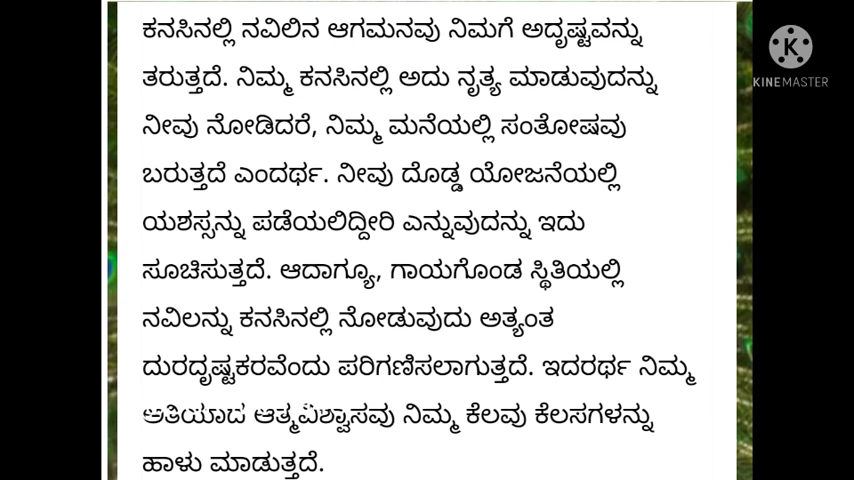 ಕನಸಿನಲ್ಲಿ ನವಿಲಿನ ಆಗಮನವು ನಿಮಗೆ ಅದೃಷ್ಟವನ್ನು
ತರುತ್ತದೆ. ನಿಮ್ಮ ಕನಸಿನಲ್ಲಿ ಅದು ನೃತ್ಯ ಮಾಡುವುದನ್ನು
ನೀವು ನೋಡಿದರೆ, ನಿಮ್ಮ ಮನೆಯಲ್ಲಿ ಸಂತೋಷವು
ಬರುತ್ತದೆ ಎಂದರ್ಥ. ನೀವು ದೊಡ್ಡ ಯೋಜನೆಯಲ್ಲಿ
ಯಶಸ್ಸನ್ನು ಪಡೆಯಲಿದ್ದೀರಿ ಎನ್ನುವುದನ್ನು ಇದು
ಸೂಚಿಸುತ್ತದೆ. ಆದಾಗ್ಯೂ, ಗಾಯಗೊಂಡ ಸ್ಥಿತಿಯಲ್ಲಿ
ನವಿಲನ್ನು ಕನಸಿನಲ್ಲಿ ನೋಡುವುದು ಅತ್ಯಂತ
ದುರದೃಷ್ಟಕರವೆಂದು ಪರಿಗಣಿಸಲಾಗುತ್ತದೆ. ಇದರರ್ಥ ನಿಮ್ಮ
ಅತಿಯಾದ ಆತ್ಮವಿಶ್ವಾಸವು ನಿಮ್ಮ ಕೆಲವು ಕೆಲಸಗಳನ್ನು
ಹಾಳು ಮಾಡುತ್ತದೆ.
K
KINEMASTER